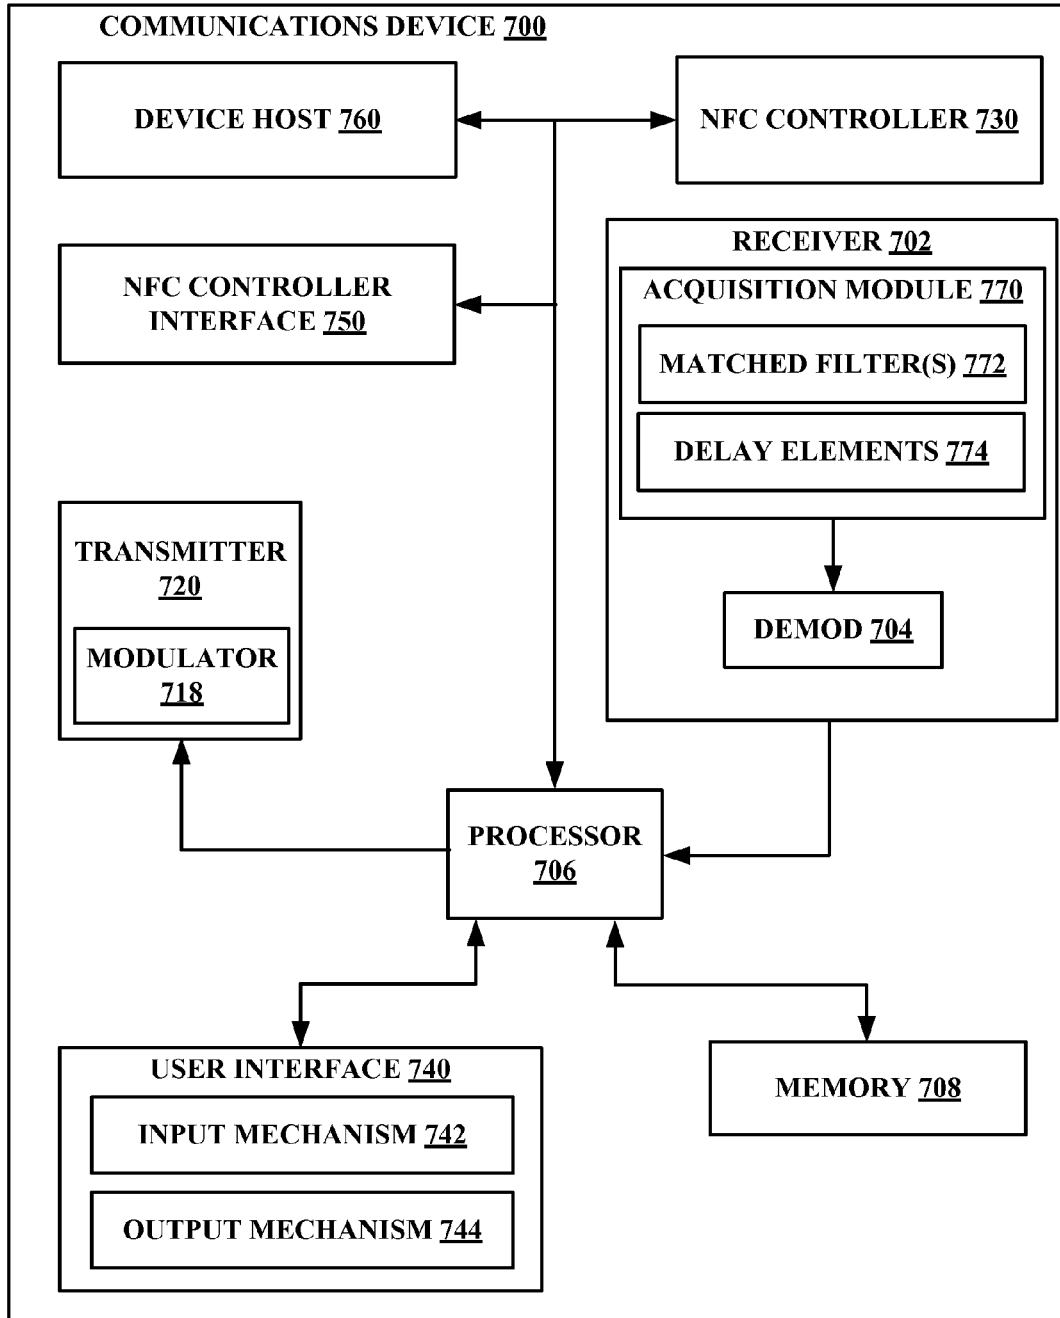 COMMUNICATIONS DEVICE 700
DEVICE HOST 760
NFC CONTROLLER 730
NFC CONTROLLER
INTERFACE 750
RECEIVER 702
ACQUISITION MODULE 770
MATCHED FILTER(S) 772
DELAY ELEMENTS 774
DEMOD 704
TRANSMITTER
720
MODULATOR
718
PROCESSOR
706
USER INTERFACE 740
INPUT MECHANISM 742
OUTPUT MECHANISM 744
MEMORY 708